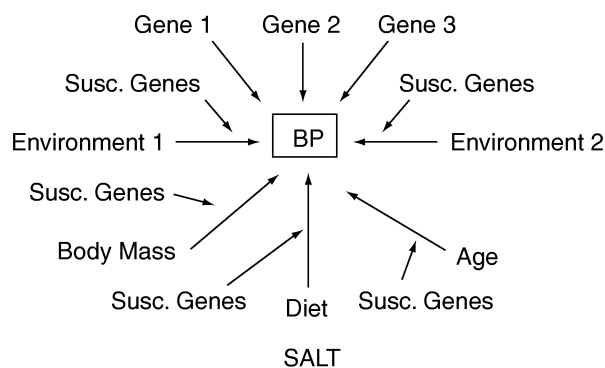 Gene 1 Gene 2 Gene 3
Susc. Genes Susc. Genes
Environment 1 BP Environment 2
Susc. Genes
Body Mass Age
Susc. Genes Diet Susc. Genes
SALT